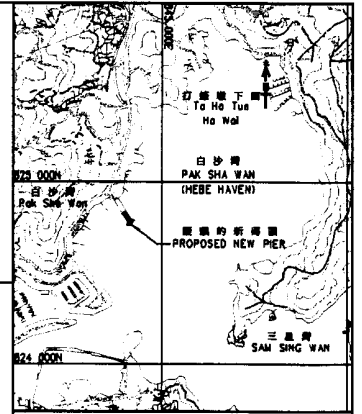 打蠔墩下圍
Ta Ho Tue
Ha Wai
白沙灣
PAK SHA WAN
(HEBE HAVEN)
825 000N
白沙灣
Pak Sha Wan
擬議的新碼頭
PROPOSED NEW PIER
三星灣
SAM SING WAN
824 000N